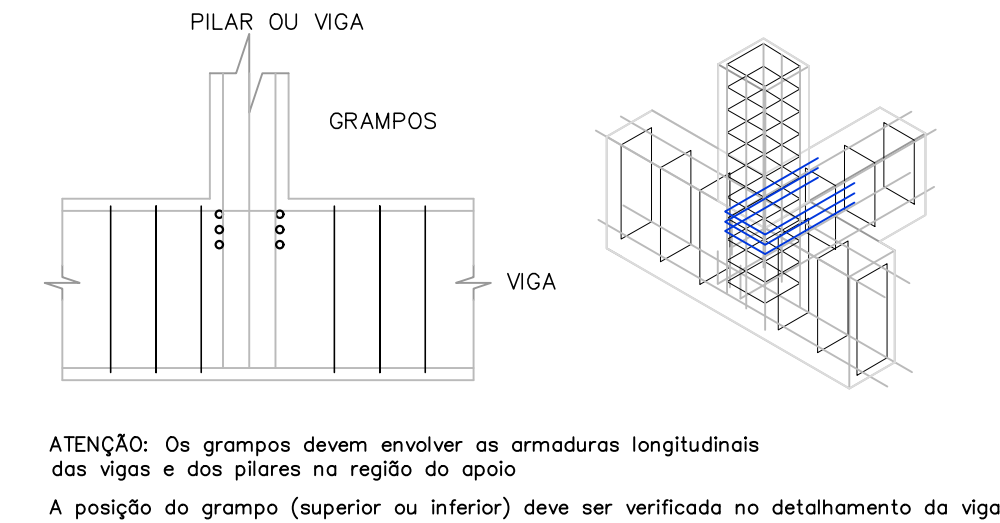 PILAR OU VIGA
GRAMPOS
VIGA
ATENÇÃO: Os grampos devem envolver as armaduras longitudinais
das vigas e dos pilares na região do apoio
A posição do grampo (superior ou inferior) deve ser verificada no detalhamento da viga